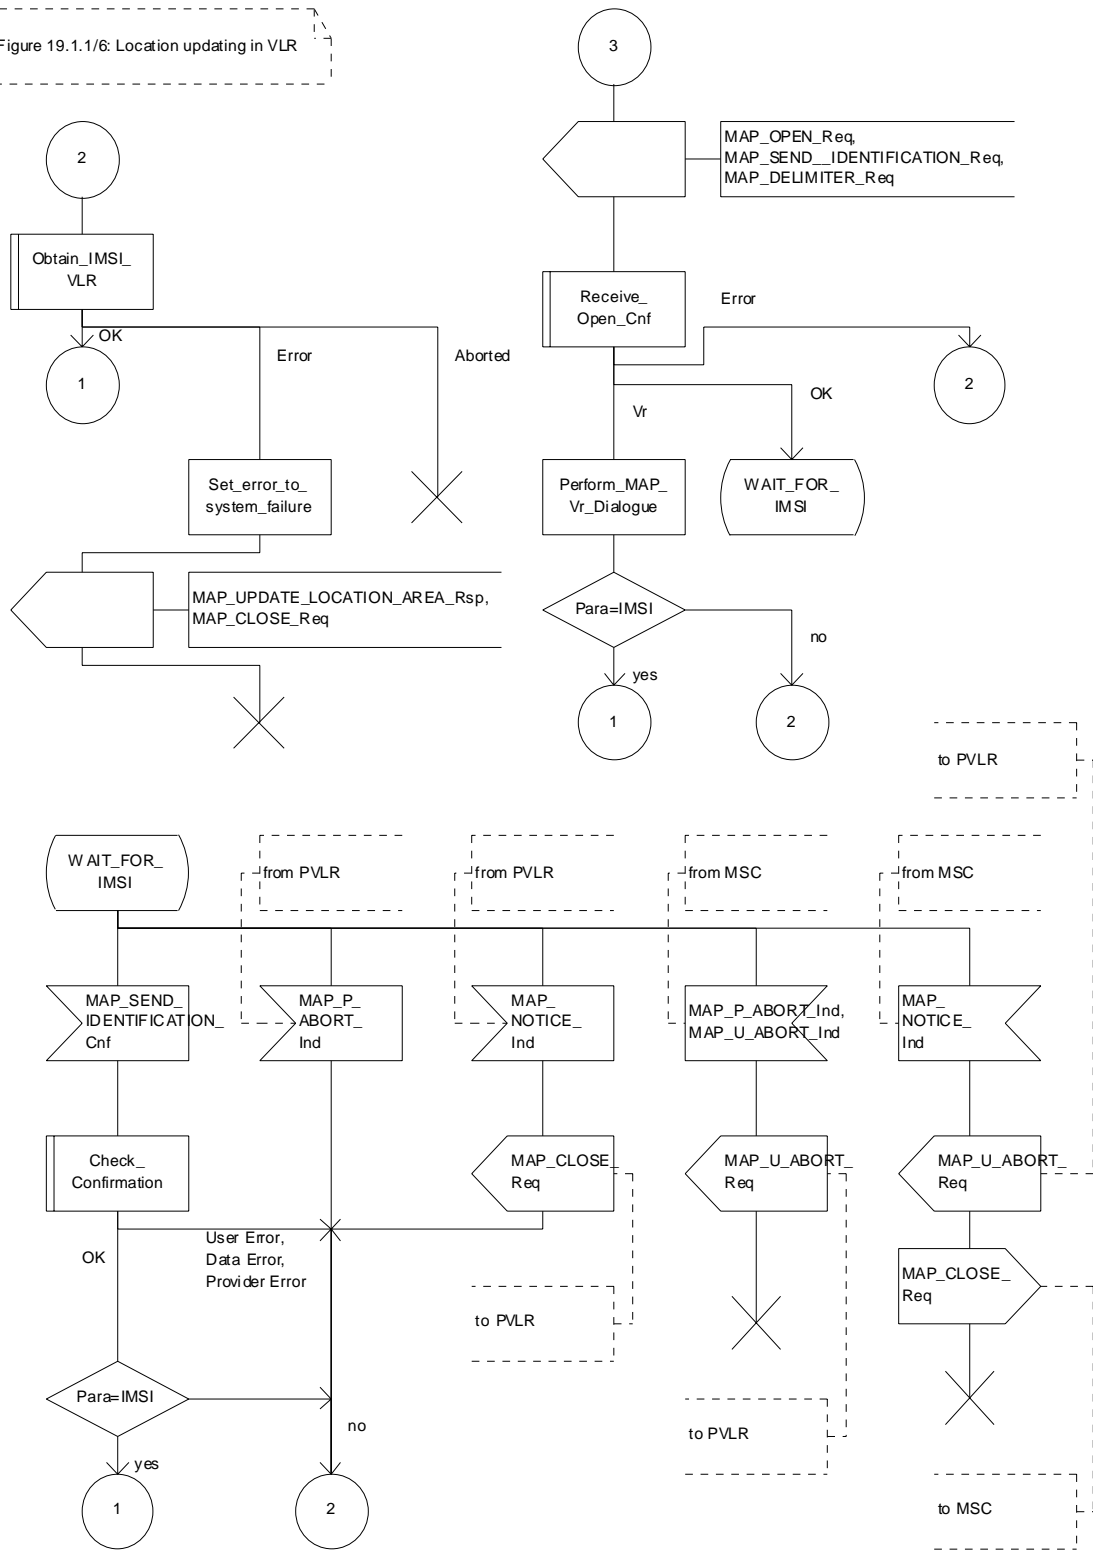 Figure 19.1.1/6: Location updating in VLR
3
MAP_OPEN_Req,
MAP_SEND__IDENTIFICATION_Req,
MAP_DELIMITER_Req
2
Obtain_IMSI_
VLR
Receive_
Open_Cnf
Error
OK
Error
Aborted
1
2
OK
Vr
Set_error_to_
system_failure
Perform_MAP_
Vr_Dialogue
WAIT_FOR_
IMSI
MAP_UPDATE_LOCATION_AREA_Rsp,
MAP_CLOSE_Req
Para=IMSI
no
yes
1
2
to PVLR
WAIT_FOR_
IMSI
from PVLR
from PVLR
from MSC
from MSC
MAP_SEND_
IDENTIFICATION_
Cnf
MAP_P_
ABORT_
Ind
MAP_
NOTICE_
Ind
MAP_P_ABORT_Ind,
MAP_U_ABORT_Ind
MAP_
NOTICE_
Ind
Check_
Confirmation
MAP_CLOSE_
Req
MAP_U_ABORT_
Req
MAP_U_ABORT_
Req
OK
User Error,
Data Error,
Provider Error
MAP_CLOSE_
Req
to PVLR
Para=IMSI
no
to PVLR
yes
1
2
to MSC